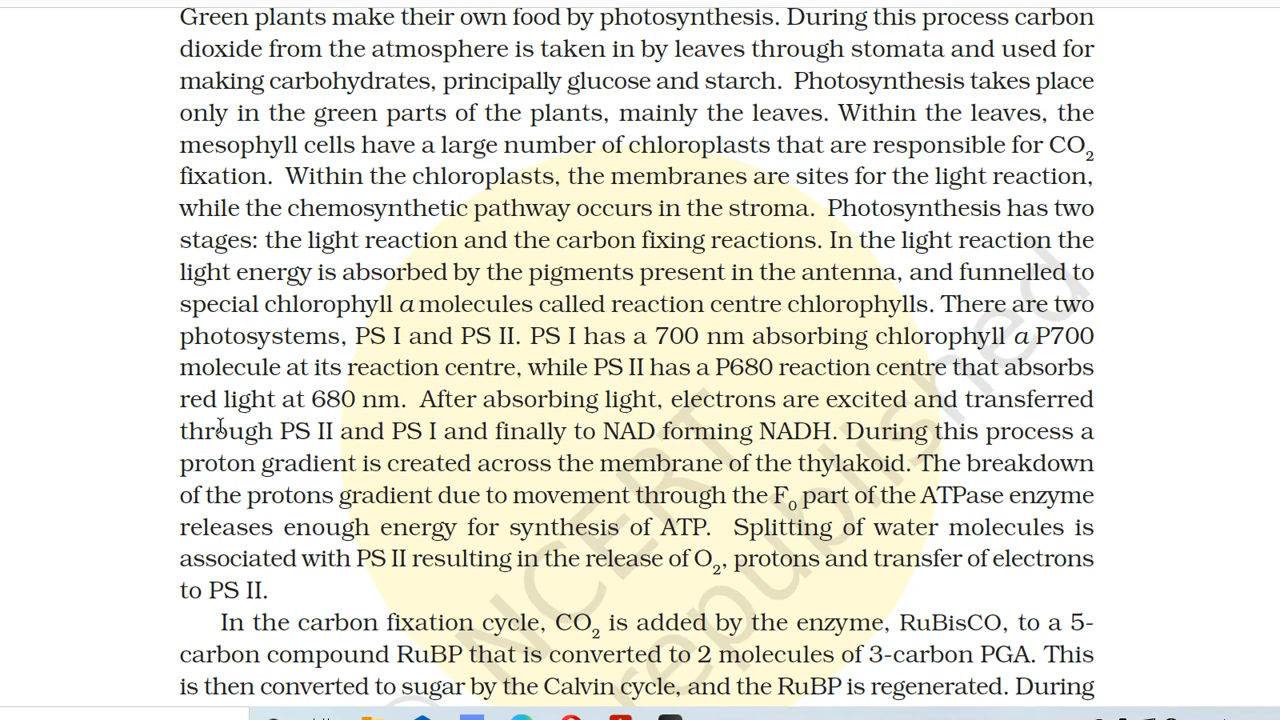 Green plants make their own food by photosynthesis. During this process carbon
dioxide from the atmosphere is taken in by leaves through stomata and used for
making carbohydrates, principally glucose and starch. Photosynthesis takes place
only in the green parts of the plants, mainly the leaves. Within the leaves, the
mesophyll cells have a large number of chloroplasts that are responsible for CO2
fixation. Within the chloroplasts, the membranes are sites for the light reaction,
while the chemosynthetic pathway occurs in the stroma. Photosynthesis has two
stages: the light reaction and the carbon fixing reactions. In the light reaction the
light energy is absorbed by the pigments present in the antenna, and funnelled to
special chlorophyll a molecules called reaction centre chlorophylls. There are two
photosystems, PS I and PS II. PS I has a 700 nm absorbing chlorophyll a P700
molecule at its reaction centre, while PS II has a P680 reaction centre that absorbs
red light at 680 nm. After absorbing light, electrons are excited and transferred
through PS II and PS I and finally to NAD forming NADH. During this process a
proton gradient is created across the membrane of the thylakoid. The breakdown
of the protons gradient due to movement through the F0 part of the ATPase enzyme
releases enough energy for synthesis of ATP. Splitting of water molecules is
associated with PS II resulting in the release of O2, protons and transfer of electrons
to PS II.
In the carbon fixation cycle, CO2 is added by the enzyme, RuBisCO, to a 5-
carbon compound RuBP that is converted to 2 molecules of 3-carbon PGA. This
is then converted to sugar by the Calvin cycle, and the RuBP is regenerated. During
NCERT
republished